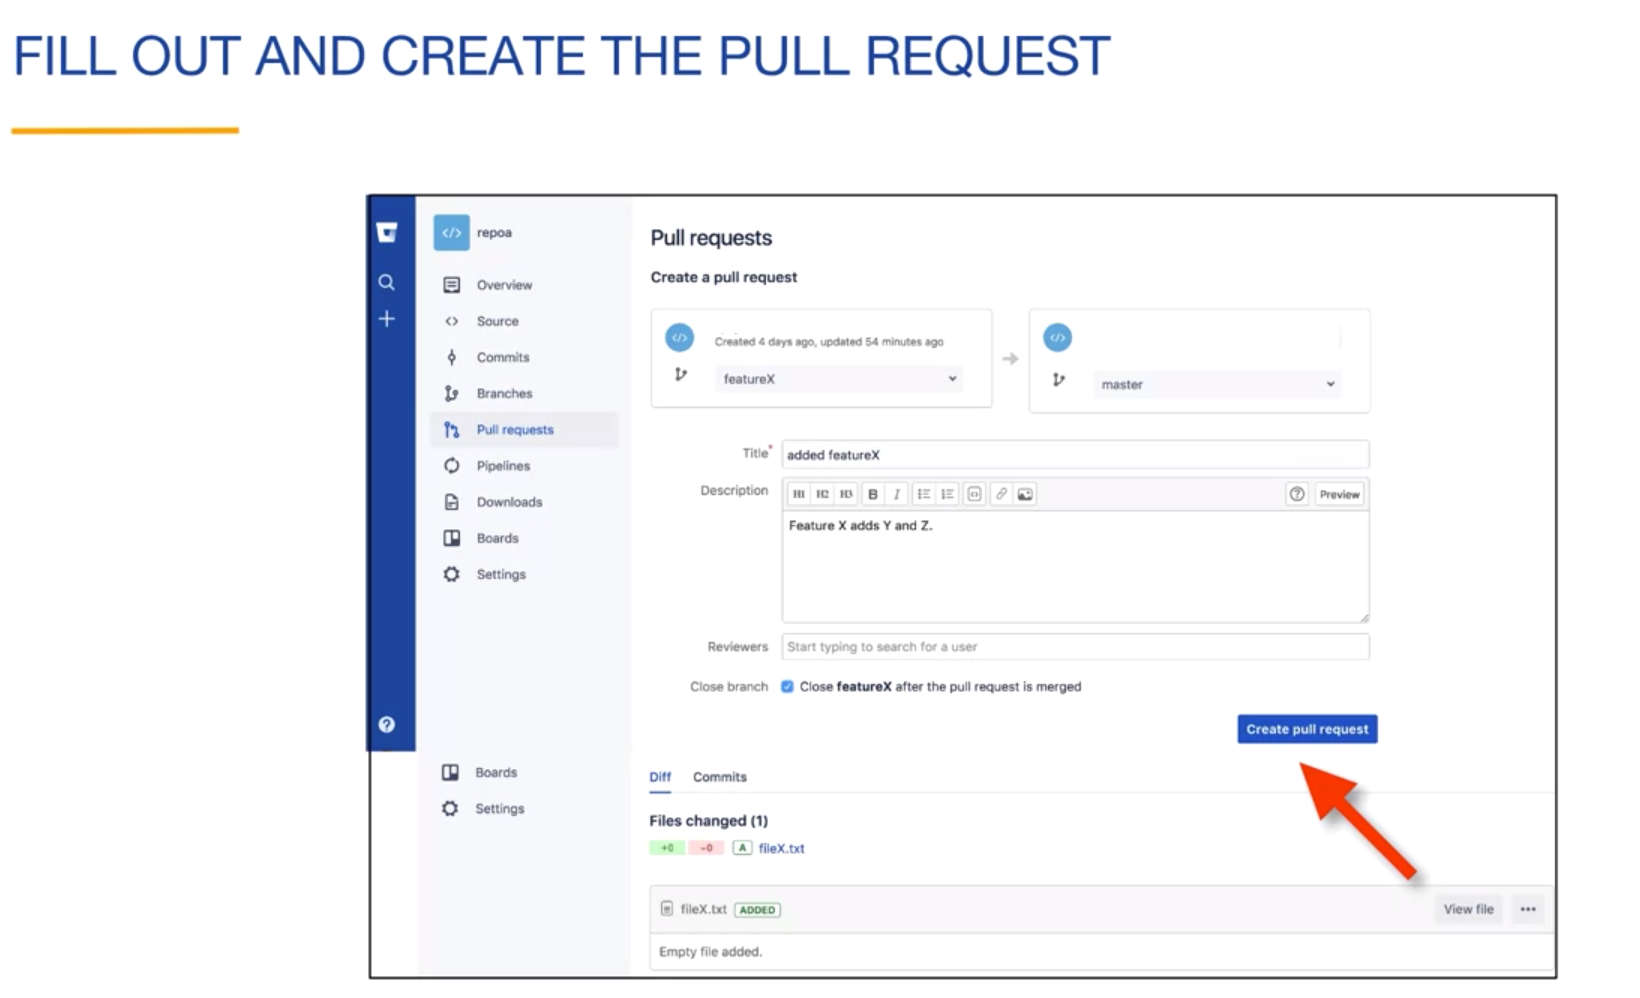 FILL OUT AND CREATE THE PULL REQUEST
</> repoa
Overview
Source
Commits
Branches
Pull requests
Pipelines
Downloads
Boards
Settings
Boards
Settings
Pull requests
Create a pull request
Created 4 days ago, updated 54 minutes ago
featureX
master
Title* added featureX
Description H1 H2 H3 B I Preview
Feature X adds Y and Z.
Reviewers Start typing to search for a user
Close branch Close featureX after the pull request is merged
Create pull request
Diff Commits
Files changed (1)
+0 -0 A fileX.txt
fileX.txt ADDED View file •••
Empty file added.